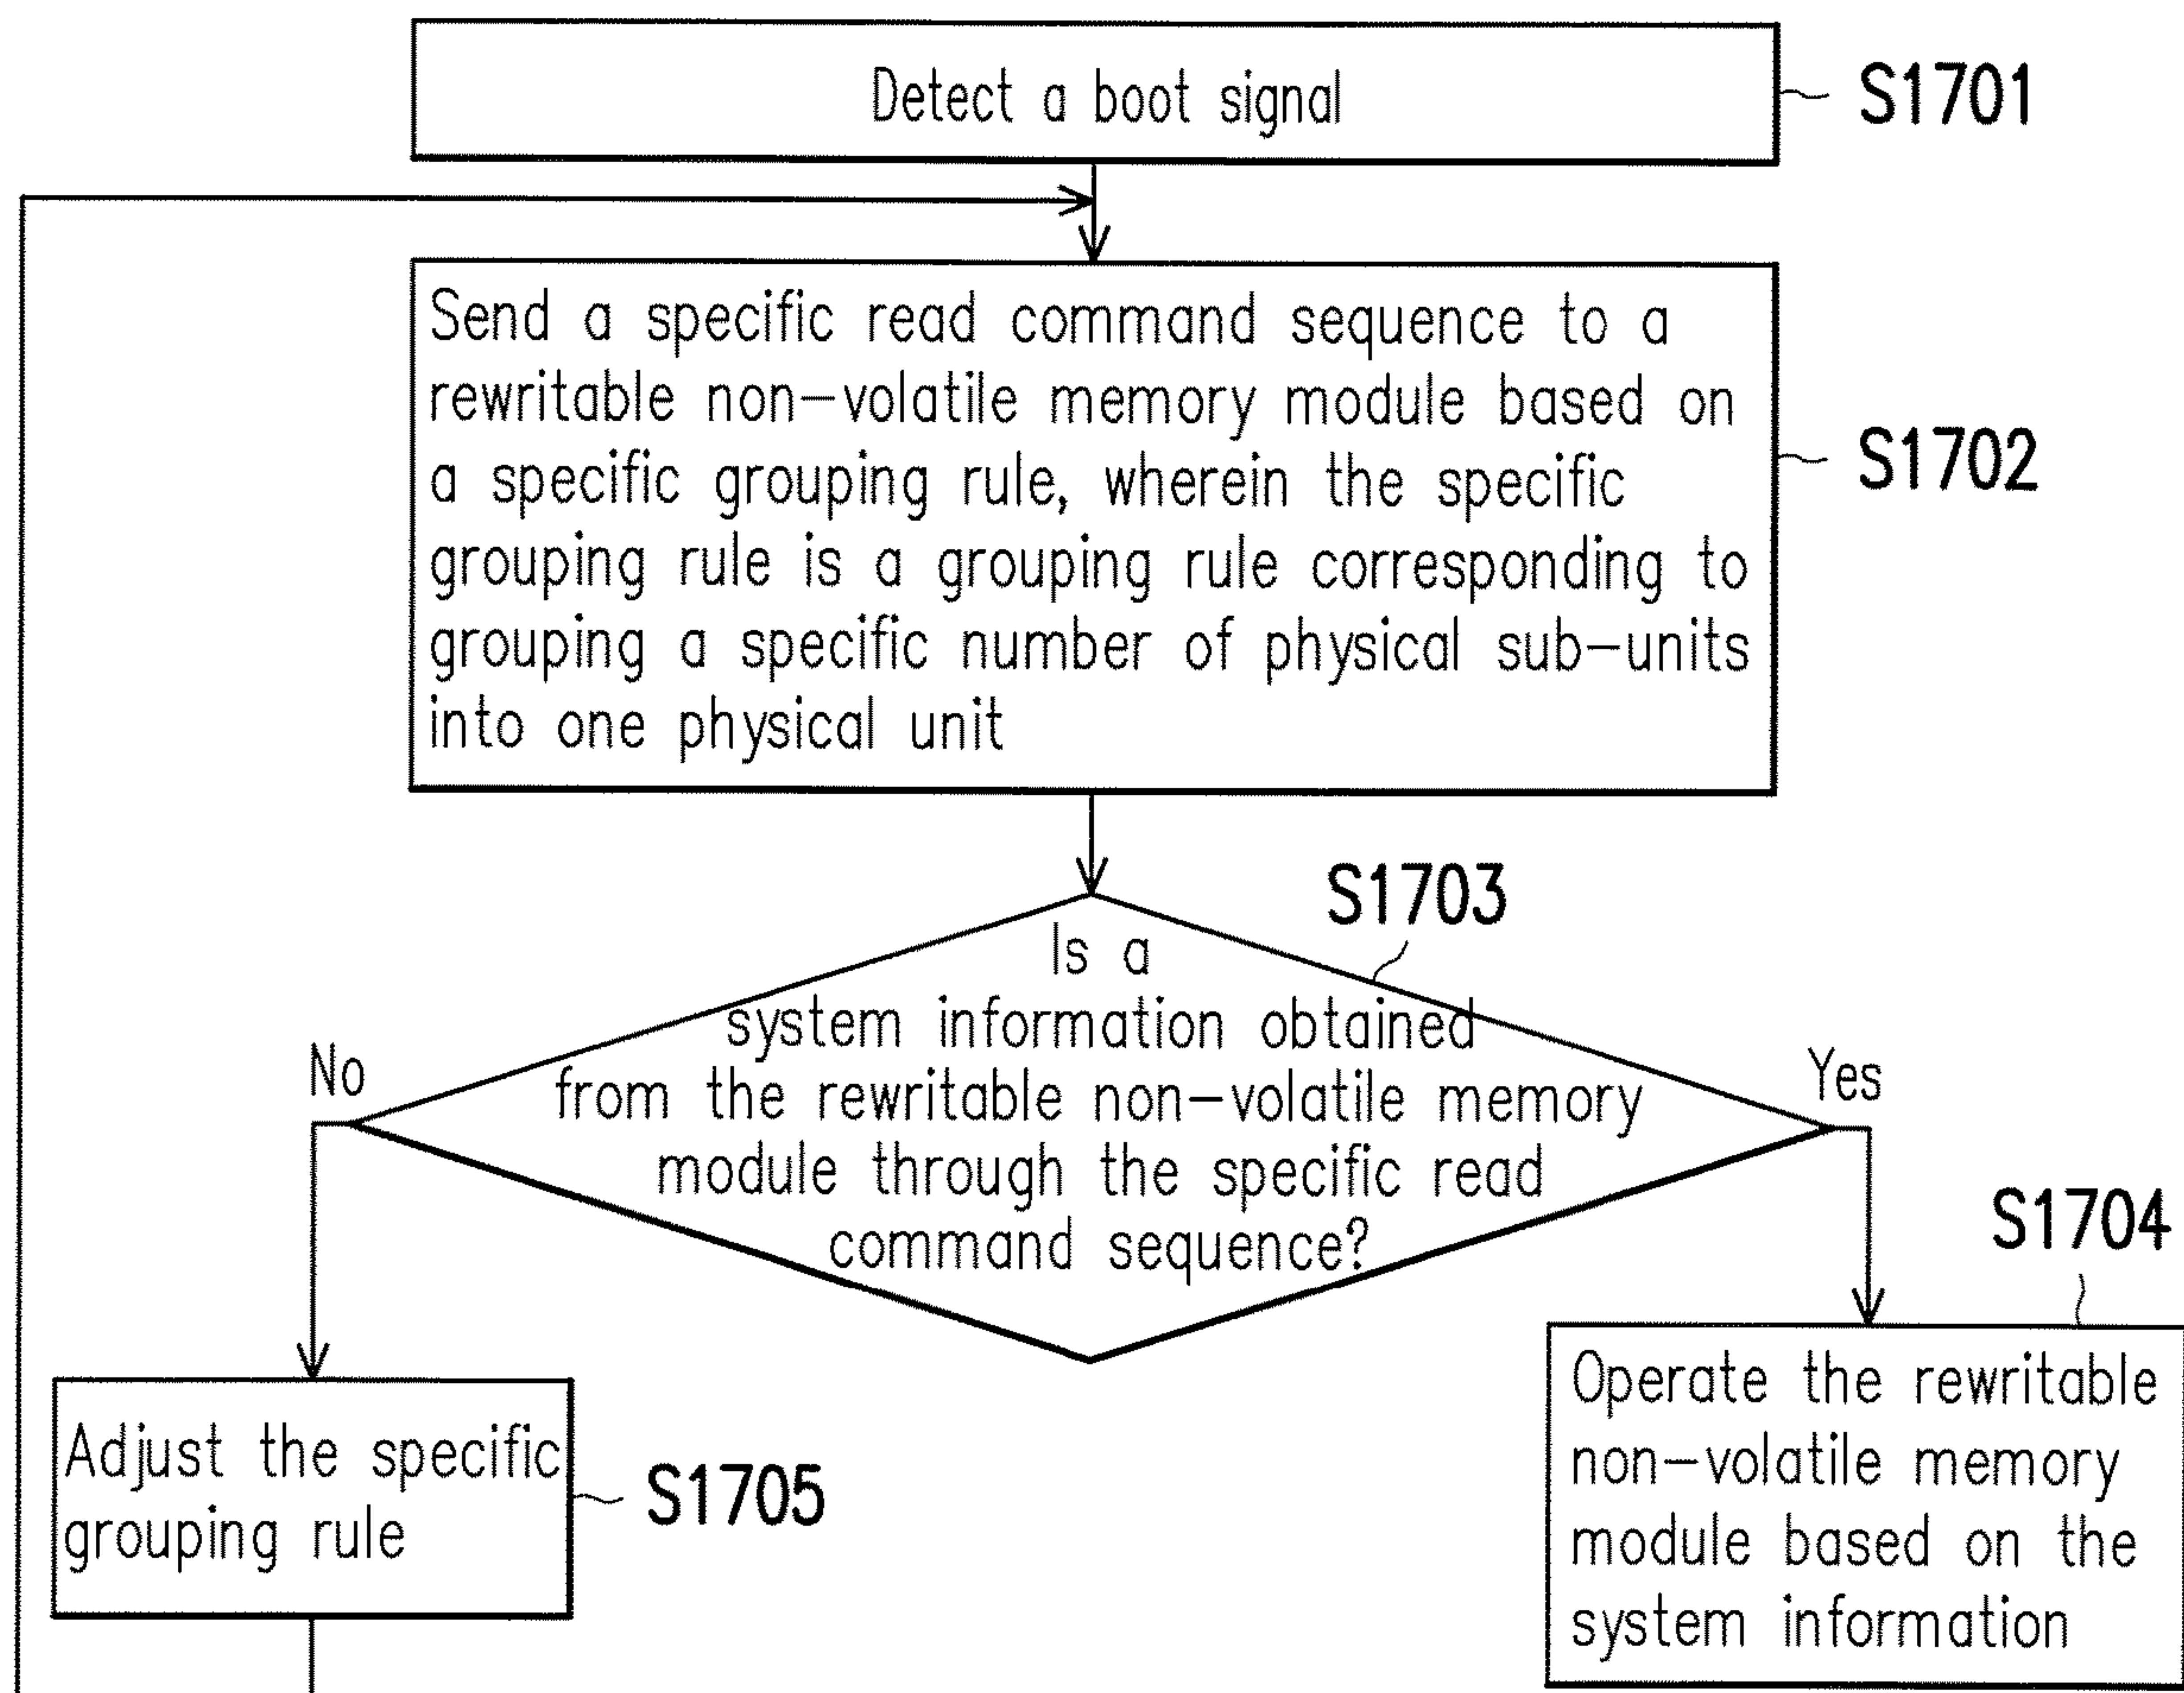 Detect a boot signal
S1701
Send a specific read command sequence to a
rewritable non-volatile memory module based on
a specific grouping rule, wherein the specific
grouping rule is a grouping rule corresponding to
grouping a specific number of physical sub-units
into one physical unit
S1702
S1703
Is a
system information obtained
from the rewritable non-volatile memory
module through the specific read
command sequence?
No
Yes
S1704
Operate the rewritable
non-volatile memory
module based on the
system information
Adjust the specific
grouping rule
S1705